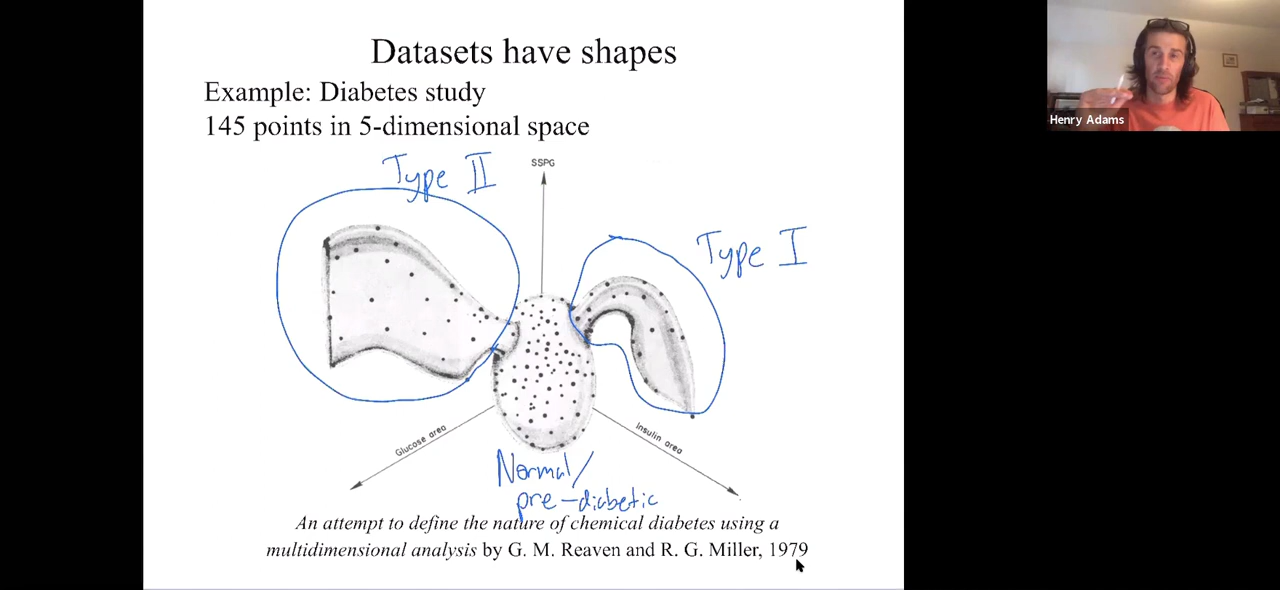 Datasets have shapes
Example: Diabetes study
145 points in 5-dimensional space
Type II
SSPG
Type I
Glucose area
Insulin area
Normal/
pre-diabetic
An attempt to define the nature of chemical diabetes using a
multidimensional analysis by G. M. Reaven and R. G. Miller, 1979
Henry Adams